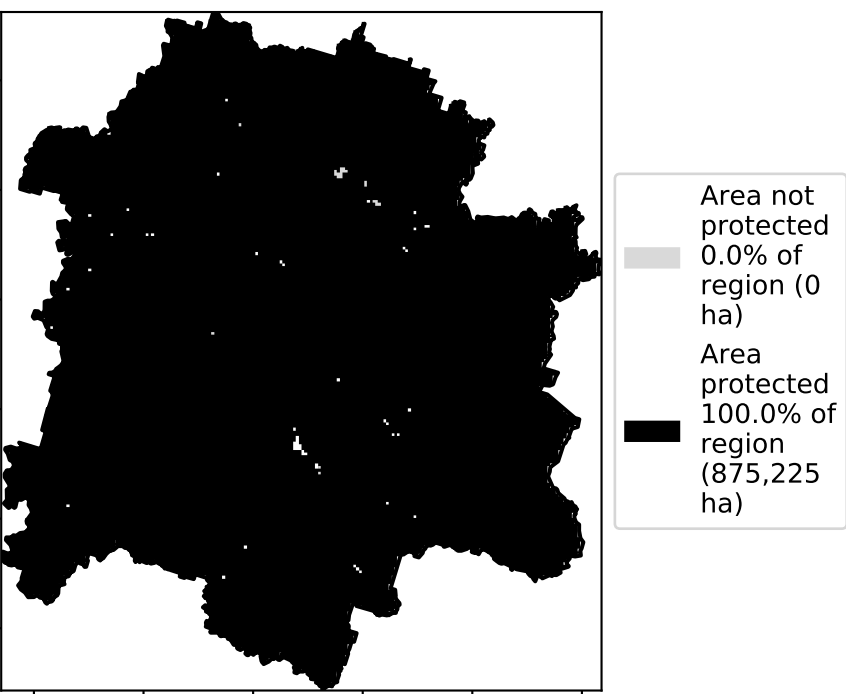 Area not
protected
0.0% of
region (0
ha)
Area
protected
100.0% of
region
(875,225
ha)